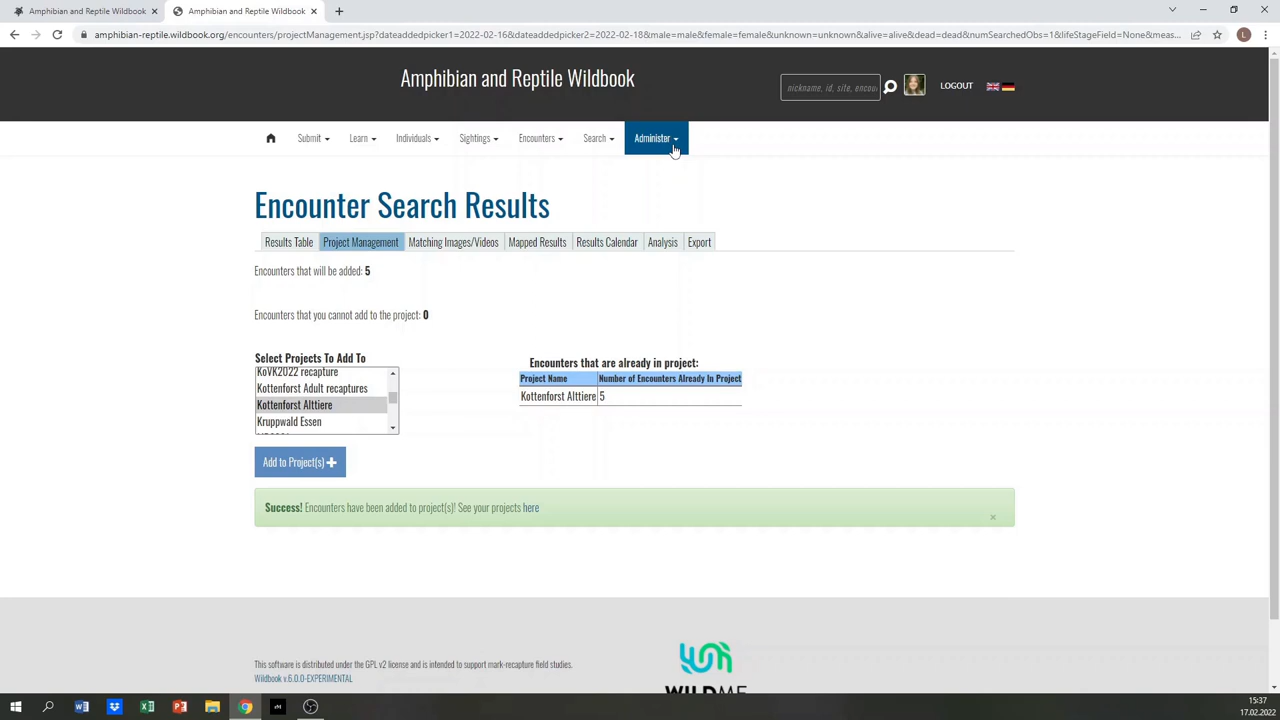 Amphibian and Reptile Wildbook
Amphibian and Reptile Wildbook
amphibian-reptile.wildbook.org/encounters/projectManagement.jsp?dateaddedpicker1=2022-02-16&dateaddedpicker2=2022-02-18&male=male&female=female&unknown=unknown&alive=alive&dead=dead&numSearchedObs=1&lifeStageField=None&meas...
L
Amphibian and Reptile Wildbook
nickname, id, site, encoun
LOGOUT
Submit
Learn
Individuals
Sightings
Encounters
Search
Administer
Encounter Search Results
Results Table
Project Management
Matching Images/Videos
Mapped Results
Results Calendar
Analysis
Export
Encounters that will be added: 5
Encounters that you cannot add to the project: 0
Select Projects To Add To
KoVK2022 recapture
Kottenforst Adult recaptures
Kottenforst Alttiere
Kruppwald Essen
Encounters that are already in project:
Project Name Number of Encounters Already In Project
Kottenforst Alttiere 5
Add to Project(s) +
Success! Encounters have been added to project(s)! See your projects here
×
This software is distributed under the GPL v2 license and is intended to support mark-recapture field studies.
Wildbook v.6.0.0-EXPERIMENTAL
WILDME
15:37
17.02.2022